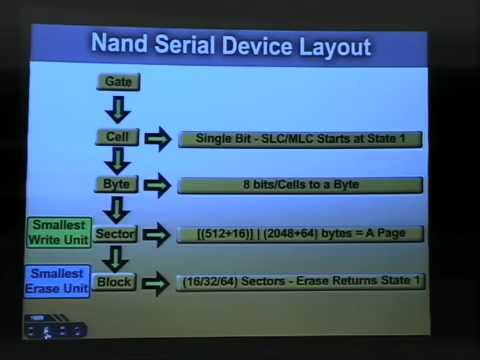 Nand Serial Device Layout
Gate
Cell
Single Bit - SLC/MLC Starts at State 1
Byte
8 bits/Cells to a Byte
Smallest
Write Unit
Sector
[(512+16)] | (2048+64) bytes = A Page
Smallest
Erase Unit
Block
(16/32/64) Sectors - Erase Returns State 1